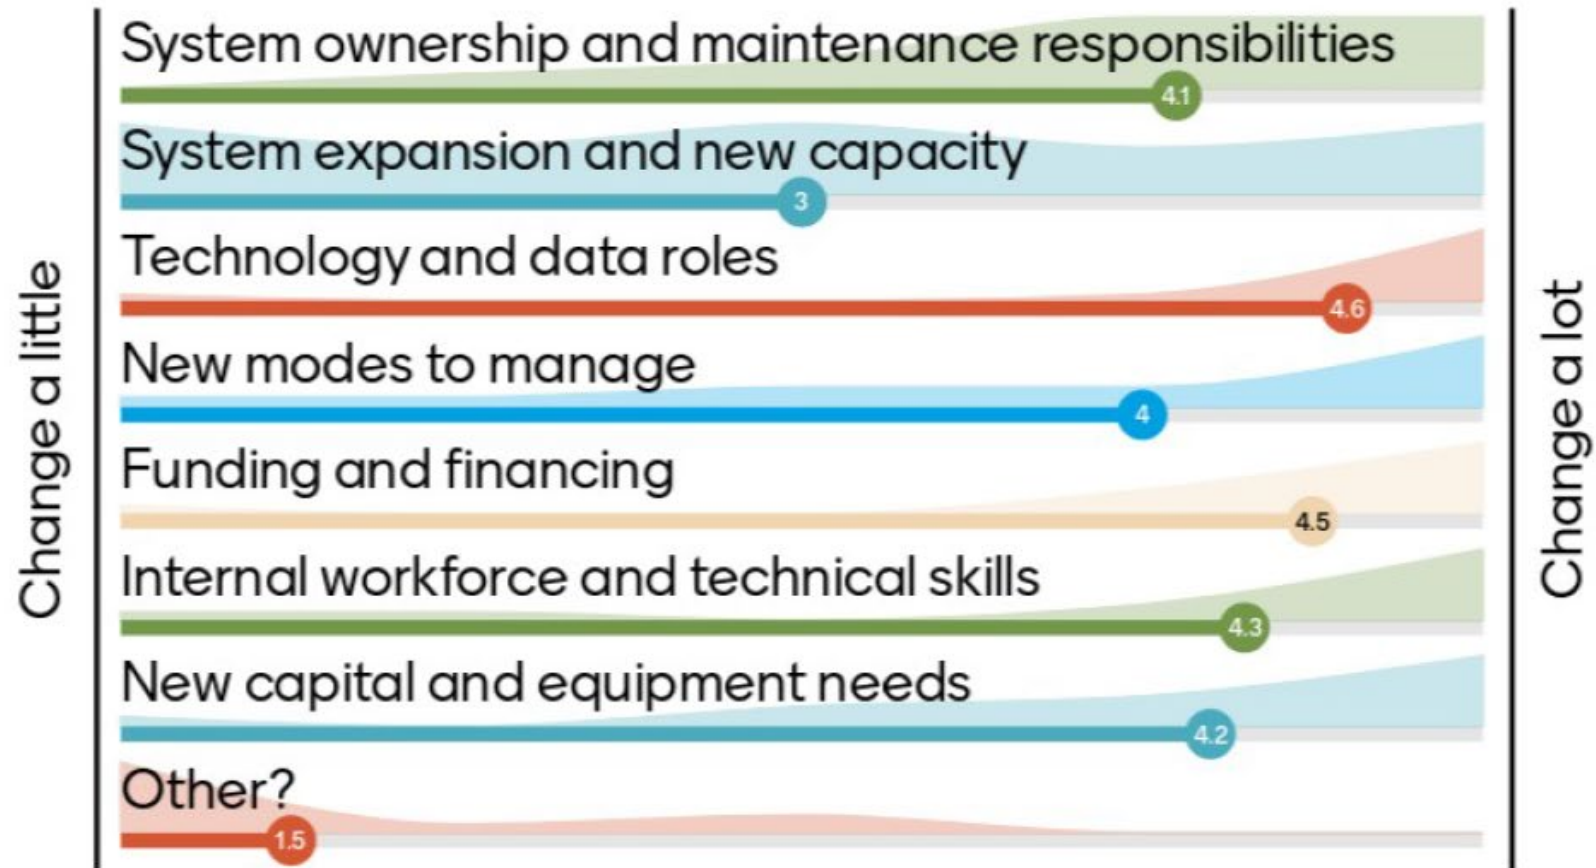 Change a little
System ownership and maintenance responsibilities
4.1
System expansion and new capacity
3
Technology and data roles
4.6
New modes to manage
4
Funding and financing
4.5
Internal workforce and technical skills
4.3
New capital and equipment needs
4.2
Other?
1.5
Change a lot